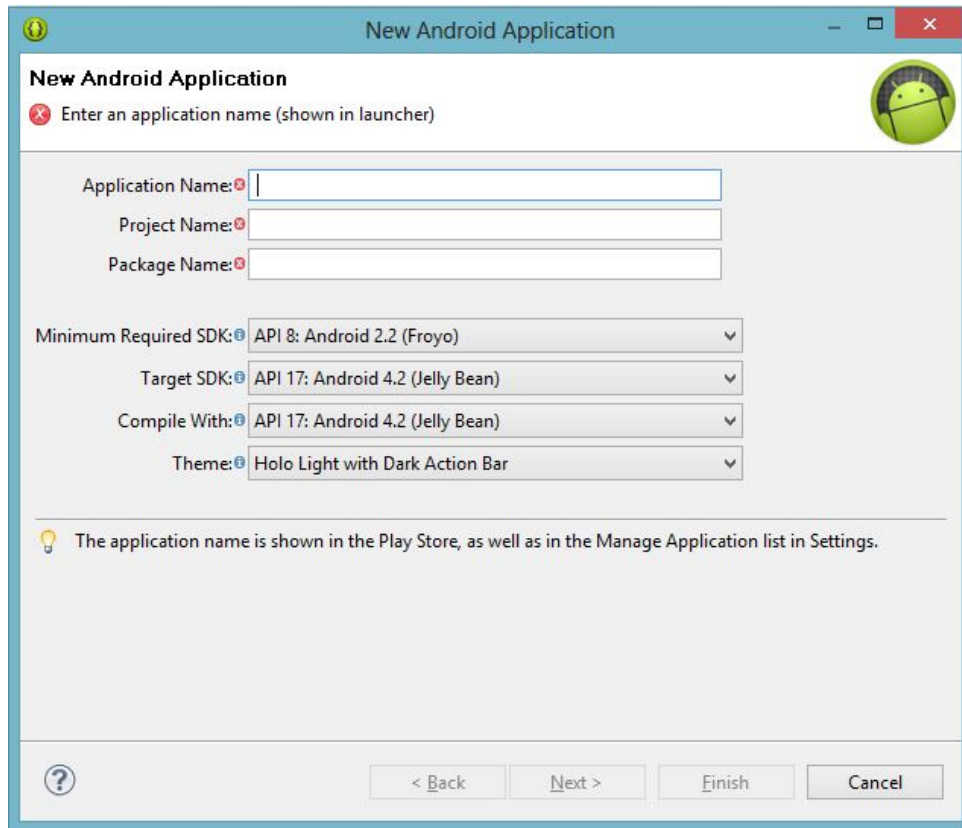 New Android Application
New Android Application
Enter an application name (shown in launcher)
Application Name:
Project Name:
Package Name:
Minimum Required SDK: API 8: Android 2.2 (Froyo)
Target SDK: API 17: Android 4.2 (Jelly Bean)
Compile With: API 17: Android 4.2 (Jelly Bean)
Theme: Holo Light with Dark Action Bar
The application name is shown in the Play Store, as well as in the Manage Application list in Settings.
? < Back Next > Finish Cancel